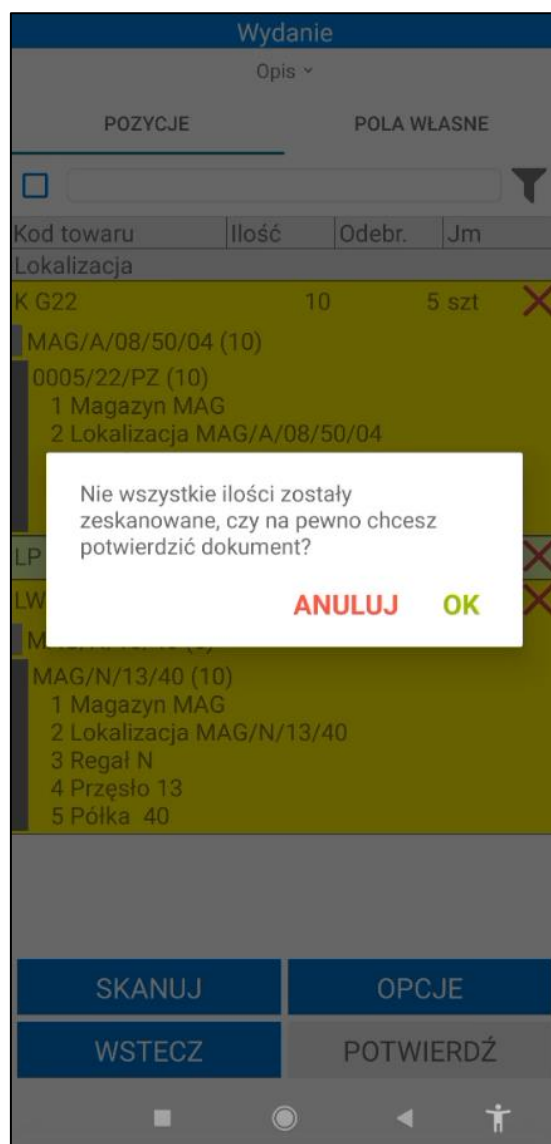 Wydanie
Opis
POZYCJE POLA WŁASNE
Kod towaru Ilość Odebr. Jm
Lokalizacja
K G22 10 5 szt
MAG/A/08/50/04 (10)
0005/22/PZ (10)
1 Magazyn MAG
2 Lokalizacja MAG/A/08/50/04
Nie wszystkie ilości zostały
zeskanowane, czy na pewno chcesz
potwierdzić dokument?
ANULUJ OK
LP
LW
MAG/N/13/40 (10)
1 Magazyn MAG
2 Lokalizacja MAG/N/13/40
3 Regał N
4 Przęsło 13
5 Półka 40
SKANUJ OPCJE
WSTECZ POTWIERDŹ